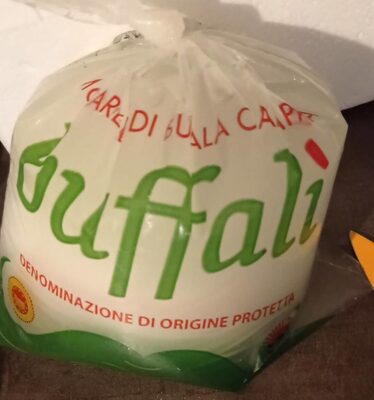 DI
Buffalì
DENOMINAZIONE DI ORIGINE PROTETTA